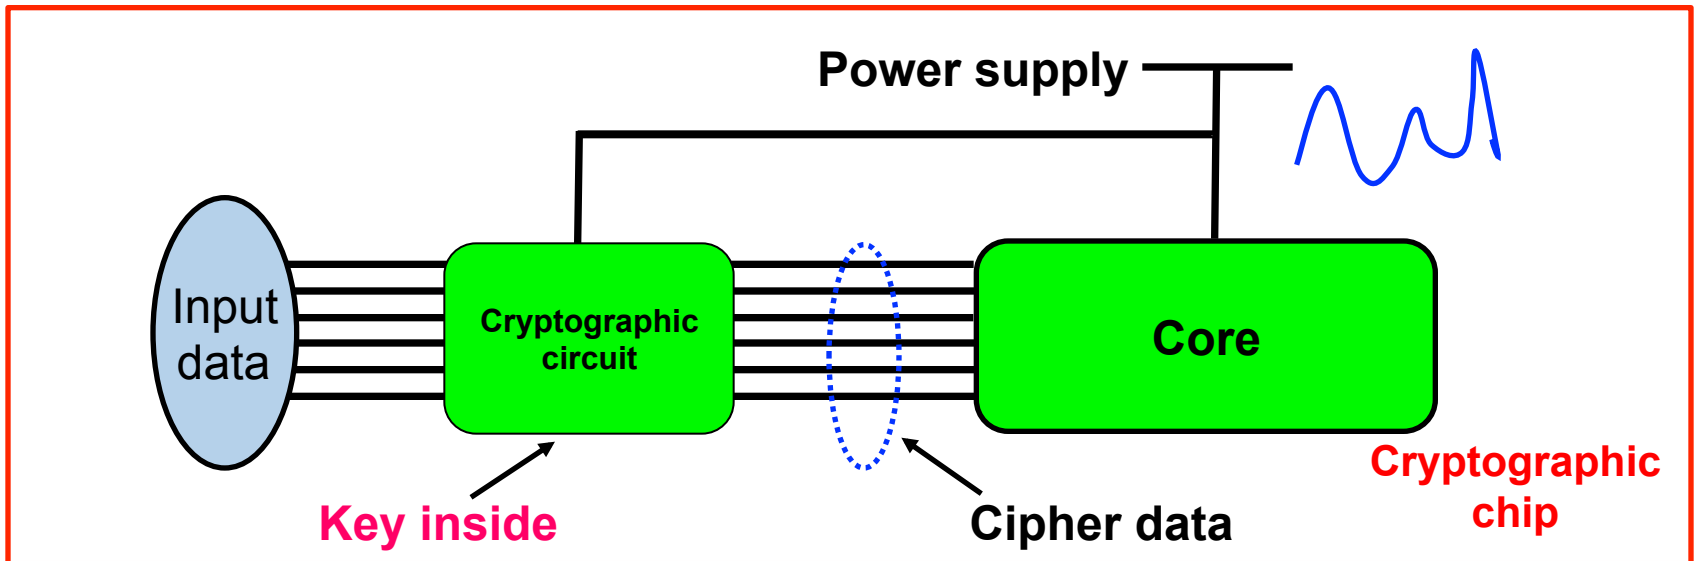 Power supply
Input
data
Cryptographic
circuit
Core
Key inside
Cipher data
Cryptographic
chip